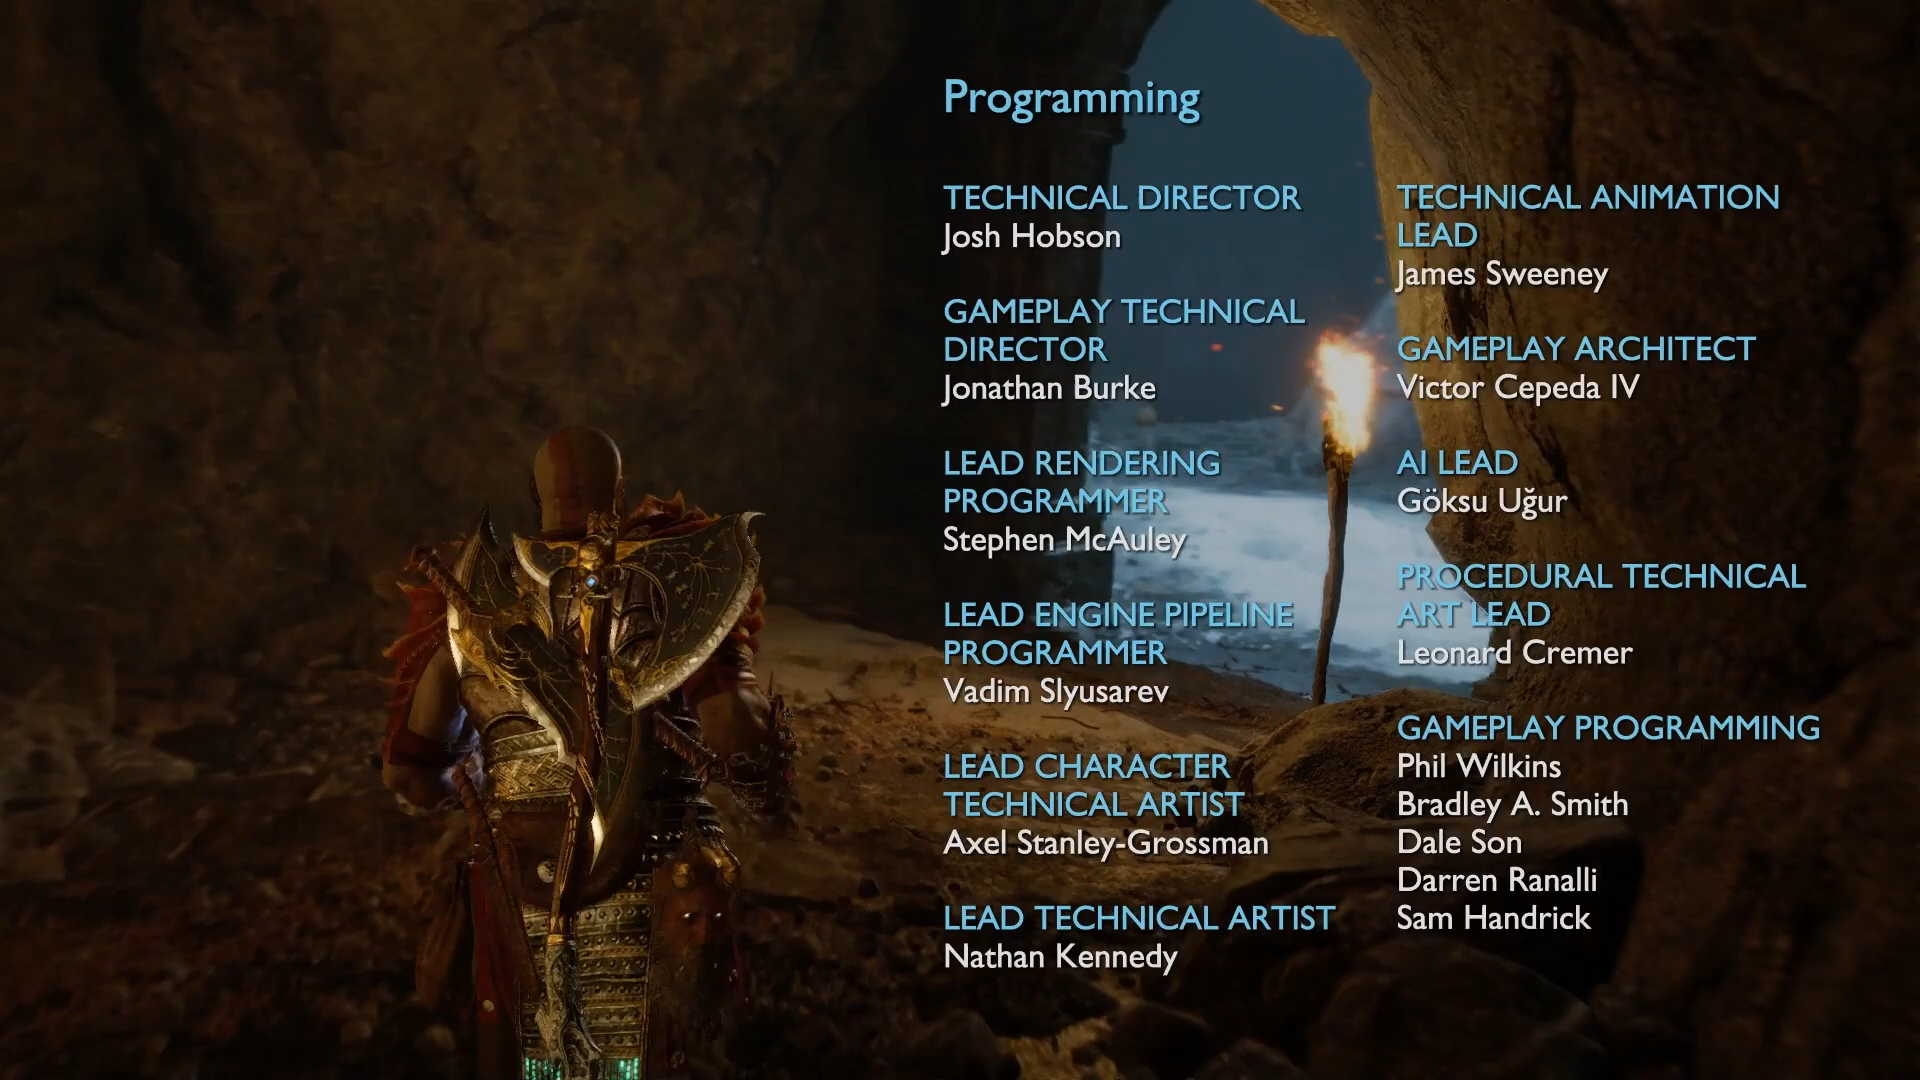 Programming
TECHNICAL DIRECTOR
Josh Hobson
GAMEPLAY TECHNICAL
DIRECTOR
Jonathan Burke
LEAD RENDERING
PROGRAMMER
Stephen McAuley
LEAD ENGINE PIPELINE
PROGRAMMER
Vadim Slyusarev
LEAD CHARACTER
TECHNICAL ARTIST
Axel Stanley-Grossman
LEAD TECHNICAL ARTIST
Nathan Kennedy
TECHNICAL ANIMATION
LEAD
James Sweeney
GAMEPLAY ARCHITECT
Victor Cepeda IV
AI LEAD
Göksu Uğur
PROCEDURAL TECHNICAL
ART LEAD
Leonard Cremer
GAMEPLAY PROGRAMMING
Phil Wilkins
Bradley A. Smith
Dale Son
Darren Ranalli
Sam Handrick